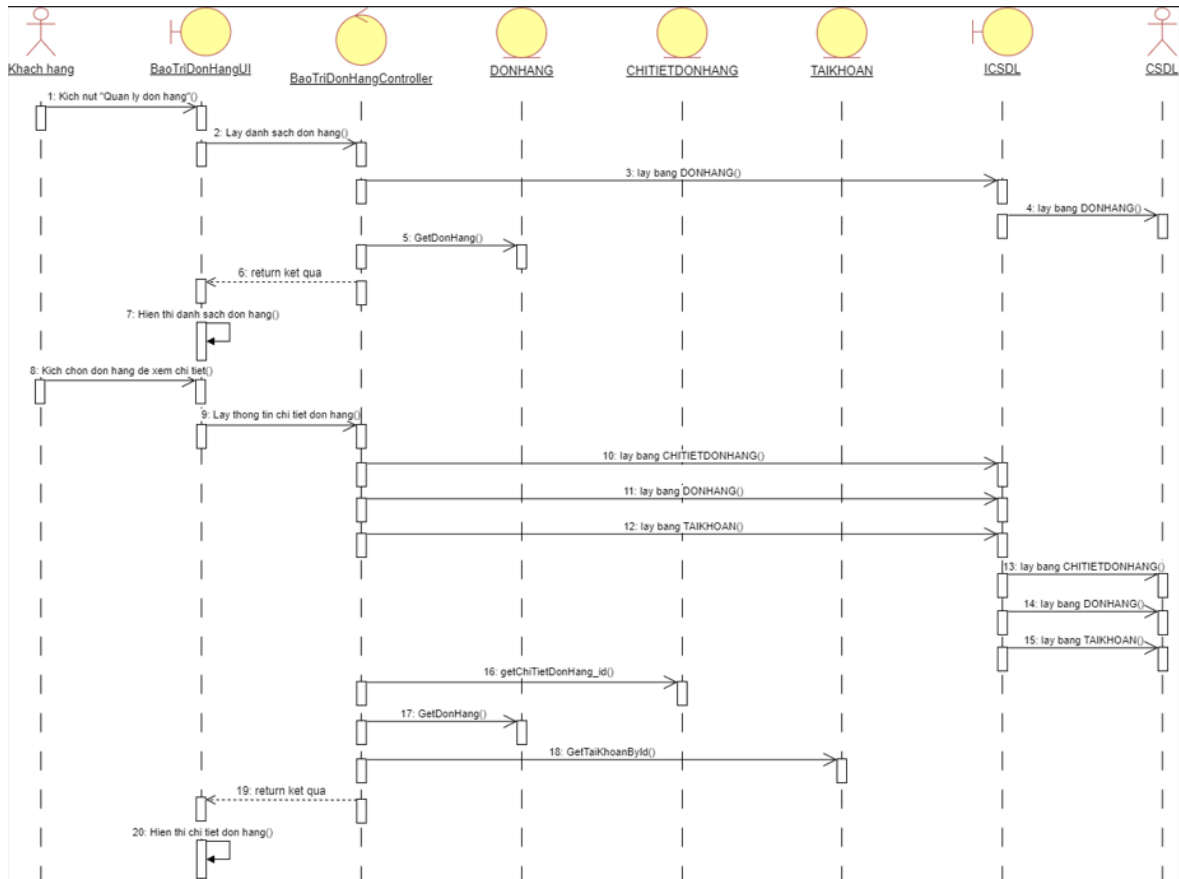 Khach hang
BaoTriDonHangUI
BaoTriDonHangController
DONHANG
CHITIETDONHANG
TAIKHOAN
ICSDL
CSDL
1: Kich nut "Quan ly don hang"()
2: Lay danh sach don hang()
3: lay bang DONHANG()
4: lay bang DONHANG()
5: GetDonHang()
6: return ket qua
7: Hien thi danh sach don hang()
8: Kich chon don hang de xem chi tiet()
9: Lay thong tin chi tiet don hang()
10: lay bang CHITIETDONHANG()
11: lay bang DONHANG()
12: lay bang TAIKHOAN()
13: lay bang CHITIETDONHANG()
14: lay bang DONHANG()
15: lay bang TAIKHOAN()
16: getChiTietDonHang_id()
17: GetDonHang()
18: GetTaiKhoanById()
19: return ket qua
20: Hien thi chi tiet don hang()